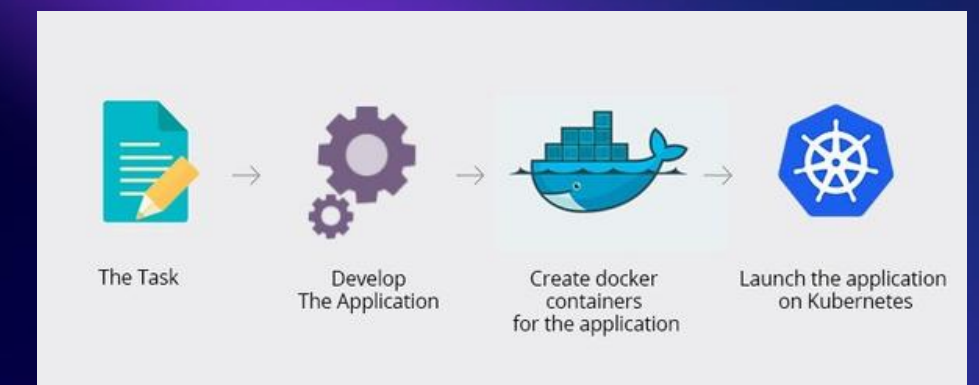 The Task
Develop
The Application
Create docker
containers
for the application
Launch the application
on Kubernetes